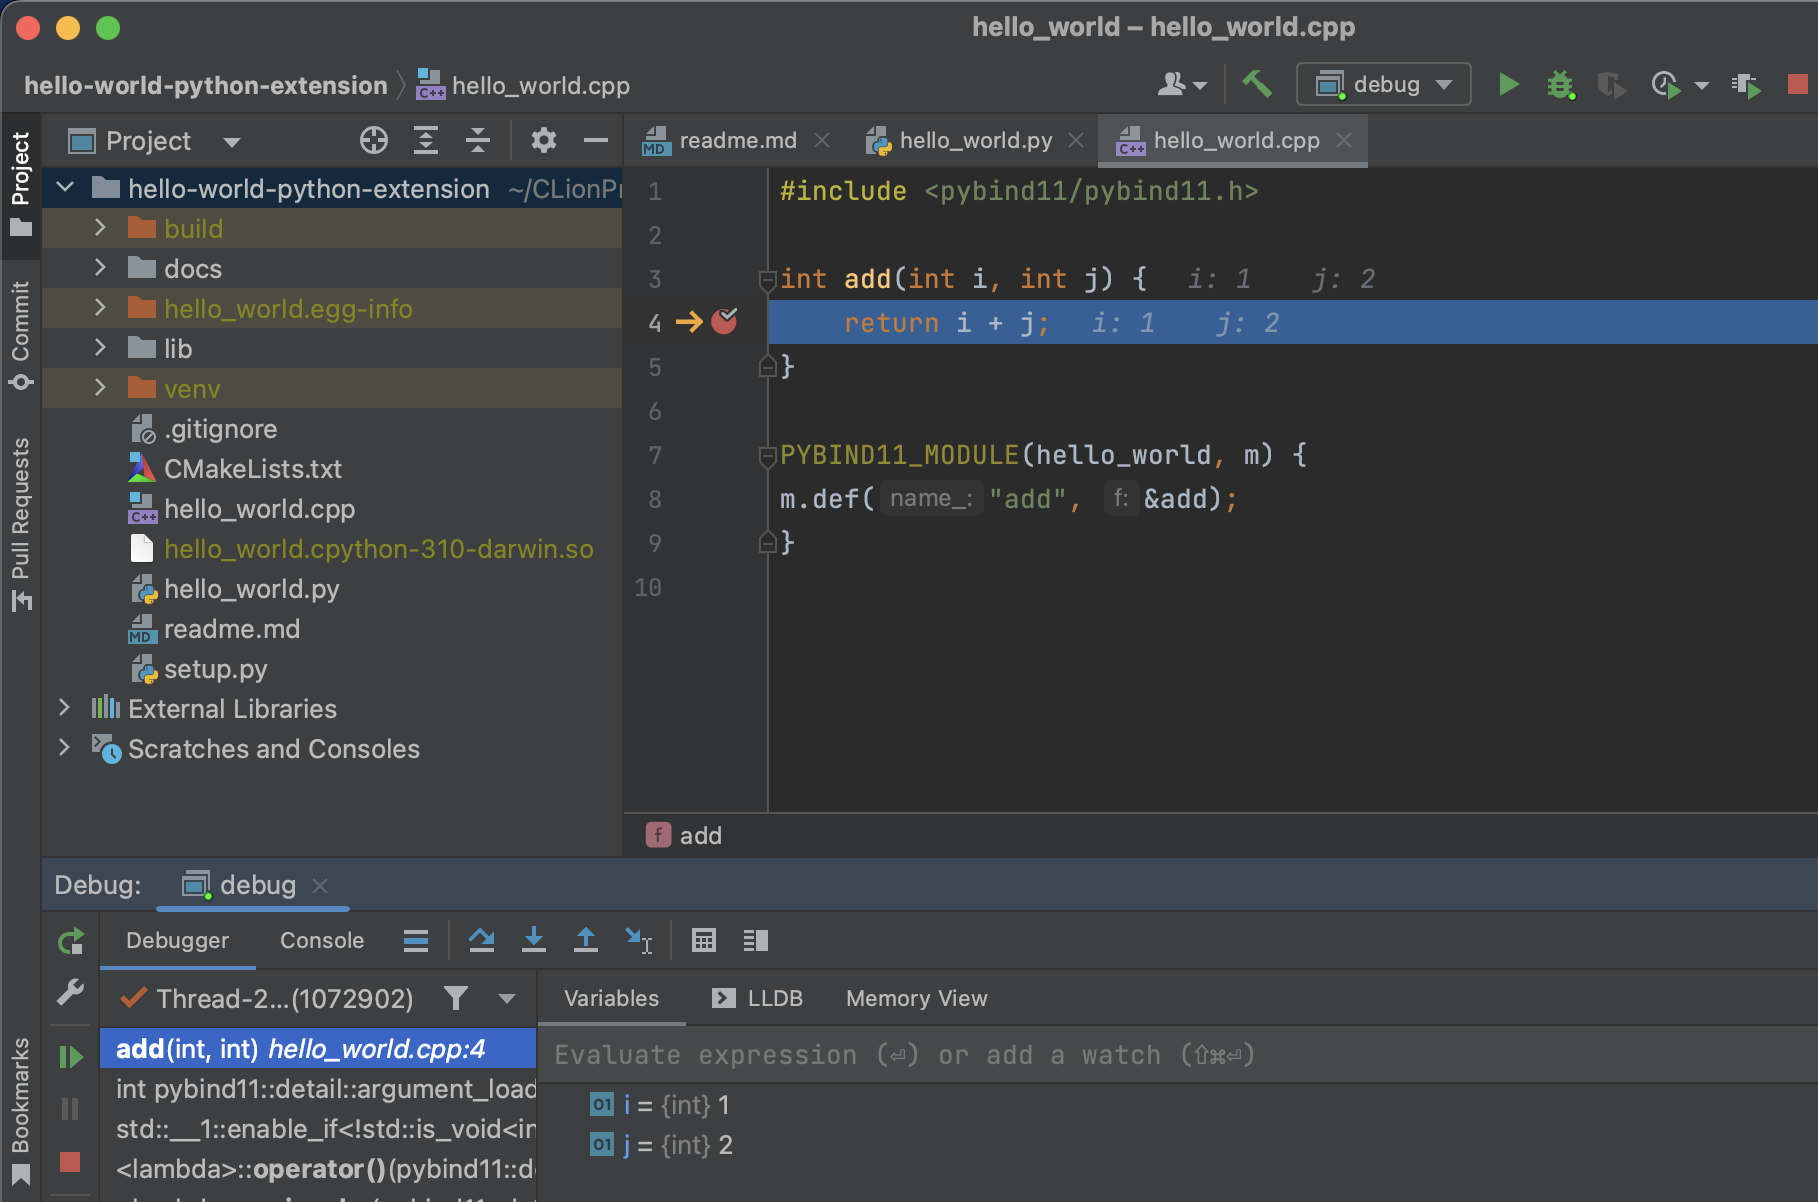 hello_world – hello_world.cpp
hello-world-python-extension hello_world.cpp
debug
Project
readme.md
hello_world.py
hello_world.cpp
Project
Commit
Pull Requests
Bookmarks
hello-world-python-extension ~/CLionPr
build
docs
hello_world.egg-info
lib
venv
.gitignore
CMakeLists.txt
hello_world.cpp
hello_world.cpython-310-darwin.so
hello_world.py
readme.md
setup.py
External Libraries
Scratches and Consoles
1 #include <pybind11/pybind11.h>
2
3 int add(int i, int j) { i: 1 j: 2
4 return i + j; i: 1 j: 2
5 }
6
7 PYBIND11_MODULE(hello_world, m) {
8 m.def( name_: "add", f: &add);
9 }
10
f add
Debug: debug
Debugger Console
Thread-2...(1072902)
add(int, int) hello_world.cpp:4
int pybind11::detail::argument_load
std::__1::enable_if<!std::is_void<in
<lambda>::operator()(pybind11::de
Variables LLDB Memory View
Evaluate expression (⏎) or add a watch (⇧⌘⏎)
01 i = {int} 1
01 j = {int} 2